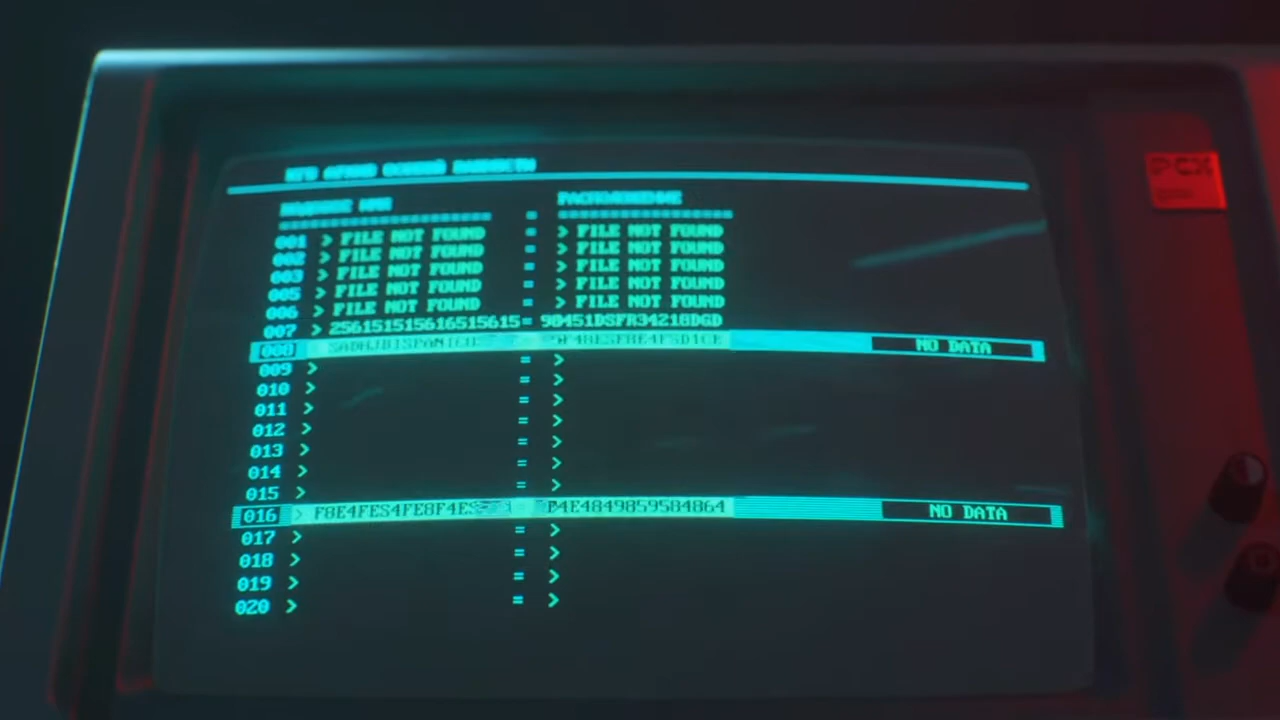 001 > FILE NOT FOUND = > FILE NOT FOUND
002 > FILE NOT FOUND = > FILE NOT FOUND
003 > FILE NOT FOUND = > FILE NOT FOUND
005 > FILE NOT FOUND = > FILE NOT FOUND
006 > FILE NOT FOUND = > FILE NOT FOUND
007 > 256151515616515615= 98451DSFR34218DGD
008 NO DATA
009 > = >
010 > = >
011 > = >
012 > = >
013 > = >
014 > = >
015 > = >
016 > NO DATA
017 > = >
018 > = >
019 > = >
020 > = >
PCX